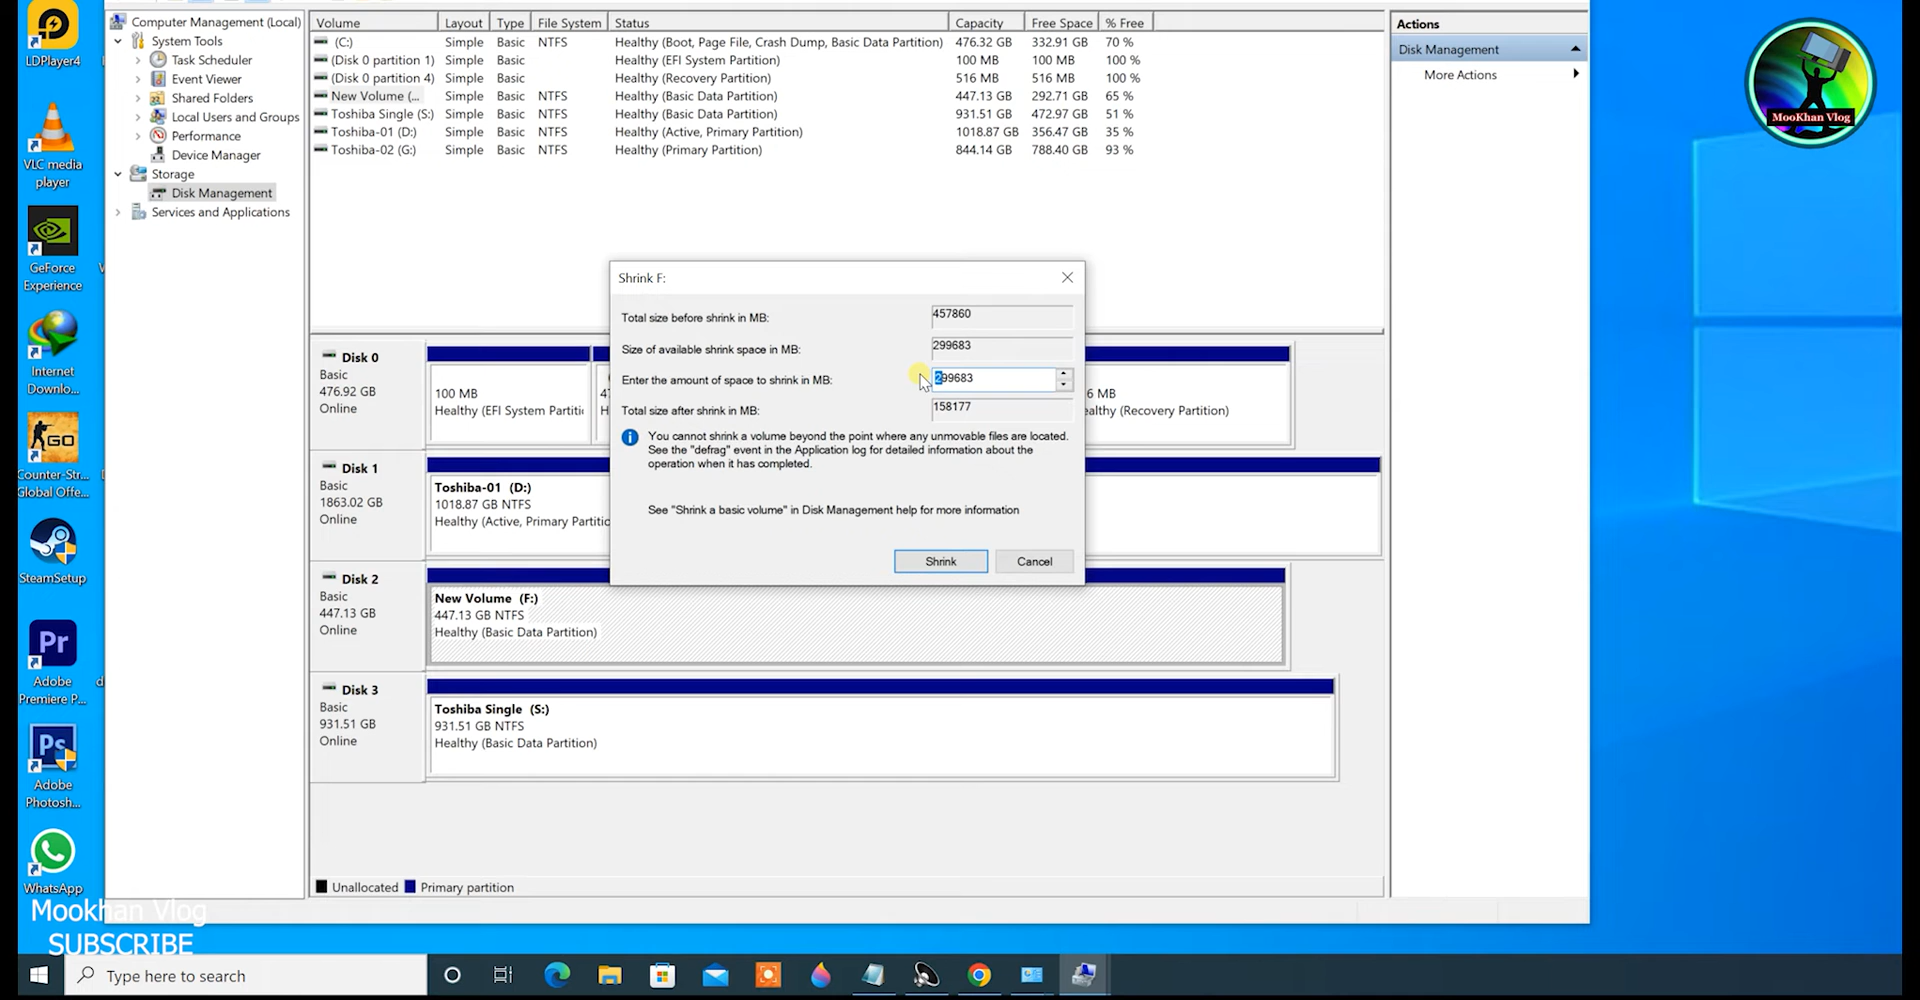 LDPlayer4
VLC media
player
GeForce
Experience
Internet
Downlo...
Counter-Str...
Global Offe...
SteamSetup
Adobe
Premiere P...
Adobe
Photosh...
WhatsApp
Computer Management (Local)
System Tools
Task Scheduler
Event Viewer
Shared Folders
Local Users and Groups
Performance
Device Manager
Storage
Disk Management
Services and Applications
Volume Layout Type File System Status Capacity Free Space % Free
(C:) Simple Basic NTFS Healthy (Boot, Page File, Crash Dump, Basic Data Partition) 476.32 GB 332.91 GB 70 %
(Disk 0 partition 1) Simple Basic Healthy (EFI System Partition) 100 MB 100 MB 100 %
(Disk 0 partition 4) Simple Basic Healthy (Recovery Partition) 516 MB 516 MB 100 %
New Volume (... Simple Basic NTFS Healthy (Basic Data Partition) 447.13 GB 292.71 GB 65 %
Toshiba Single (S:) Simple Basic NTFS Healthy (Basic Data Partition) 931.51 GB 472.97 GB 51 %
Toshiba-01 (D:) Simple Basic NTFS Healthy (Active, Primary Partition) 1018.87 GB 356.47 GB 35 %
Toshiba-02 (G:) Simple Basic NTFS Healthy (Primary Partition) 844.14 GB 788.40 GB 93 %
Actions
Disk Management
More Actions
MooKhan Vlog
Shrink F:
Total size before shrink in MB: 457860
Size of available shrink space in MB: 299683
Enter the amount of space to shrink in MB: 299683
Total size after shrink in MB: 158177
You cannot shrink a volume beyond the point where any unmovable files are located.
See the "defrag" event in the Application log for detailed information about the
operation when it has completed.
See "Shrink a basic volume" in Disk Management help for more information
Shrink Cancel
Disk 0
Basic
476.92 GB
Online
100 MB
Healthy (EFI System Partiti
6 MB
ealthy (Recovery Partition)
Disk 1
Basic
1863.02 GB
Online
Toshiba-01 (D:)
1018.87 GB NTFS
Healthy (Active, Primary Partitio
Disk 2
Basic
447.13 GB
Online
New Volume (F:)
447.13 GB NTFS
Healthy (Basic Data Partition)
Disk 3
Basic
931.51 GB
Online
Toshiba Single (S:)
931.51 GB NTFS
Healthy (Basic Data Partition)
Unallocated Primary partition
Mookhan Vlog
SUBSCRIBE
Type here to search